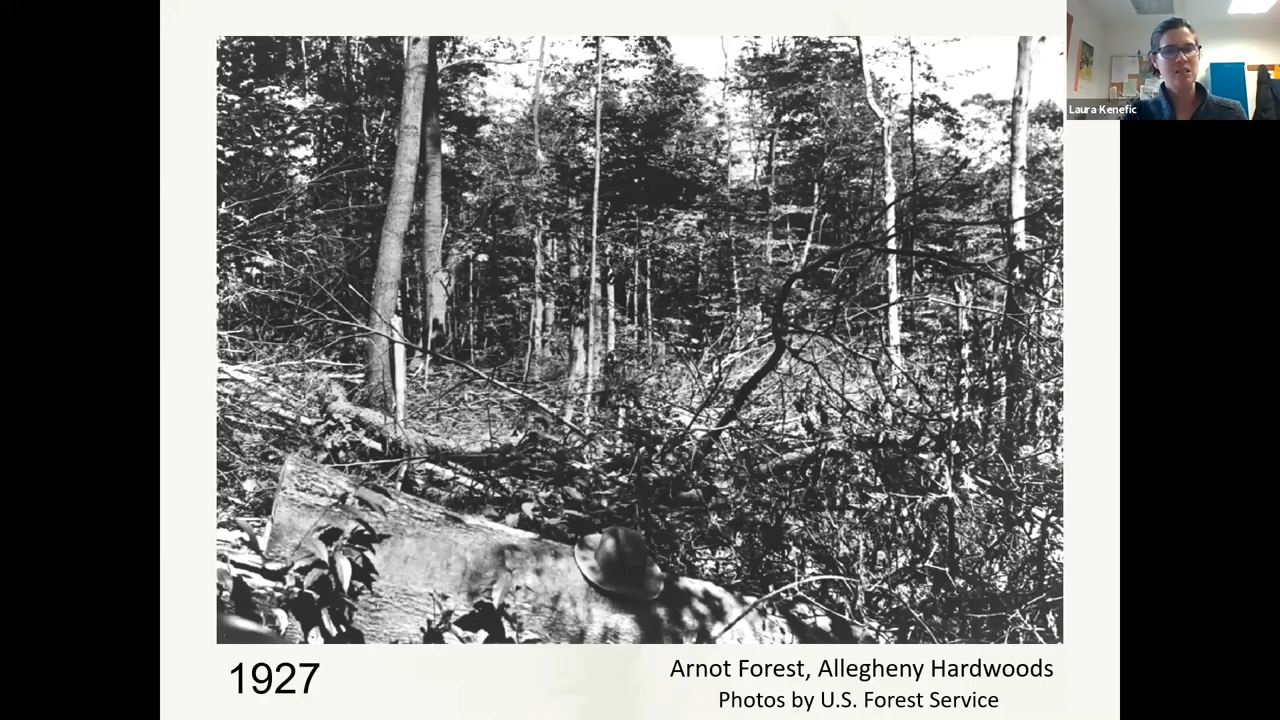 Laura Kenefic
1927
Arnot Forest, Allegheny Hardwoods
Photos by U.S. Forest Service